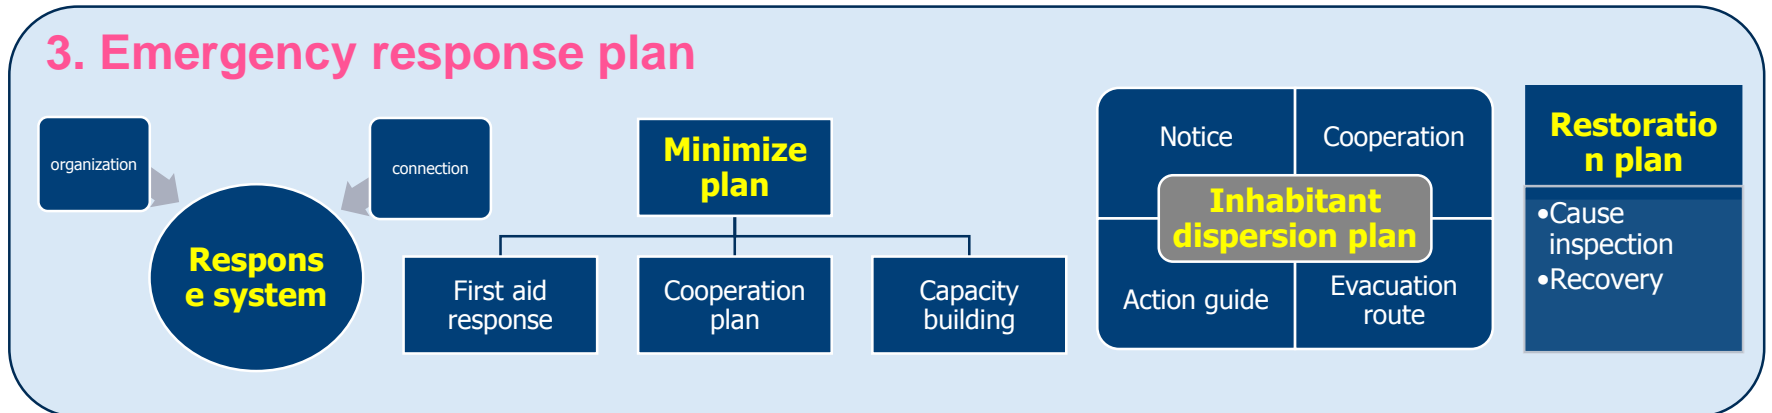 3. Emergency response plan
organization
connection
Respons
e system
Minimize
plan
First aid
response
Cooperation
plan
Capacity
building
Notice
Cooperation
Inhabitant
dispersion plan
Action guide
Evacuation
route
Restoratio
n plan
•Cause
inspection
•Recovery